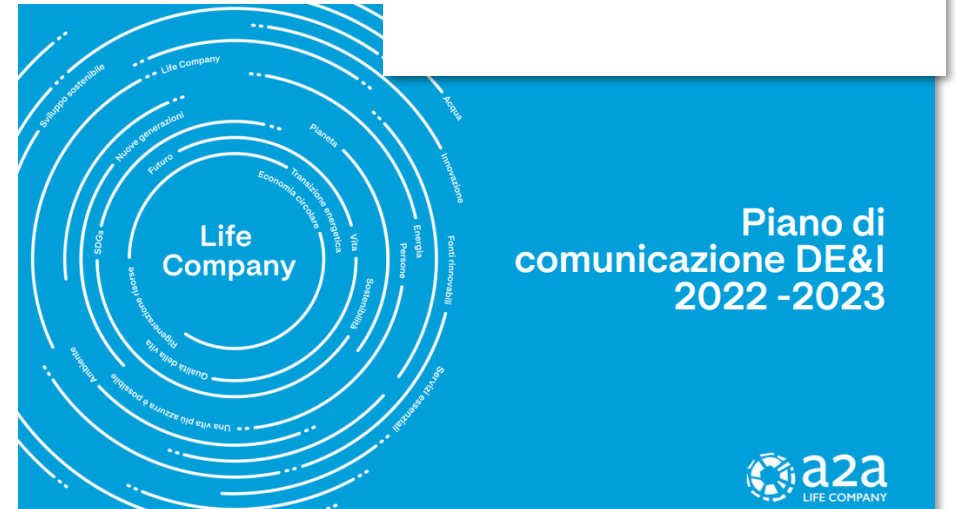 Sviluppo sostenibile
Life Company
Acqua
Nuove generazioni
Pianeta
Innovazione
Futuro
Transizione energetica
Economia circolare
SDGs
Life
Company
Vita
Energia
Persone
Fonti rinnovabili
Sostenibilità
Rigenerazione risorse
Qualità della vita
Ambiente
Una vita più azzurra è possibile
Servizi essenziali
Piano di
comunicazione DE&I
2022 -2023
a2a
LIFE COMPANY